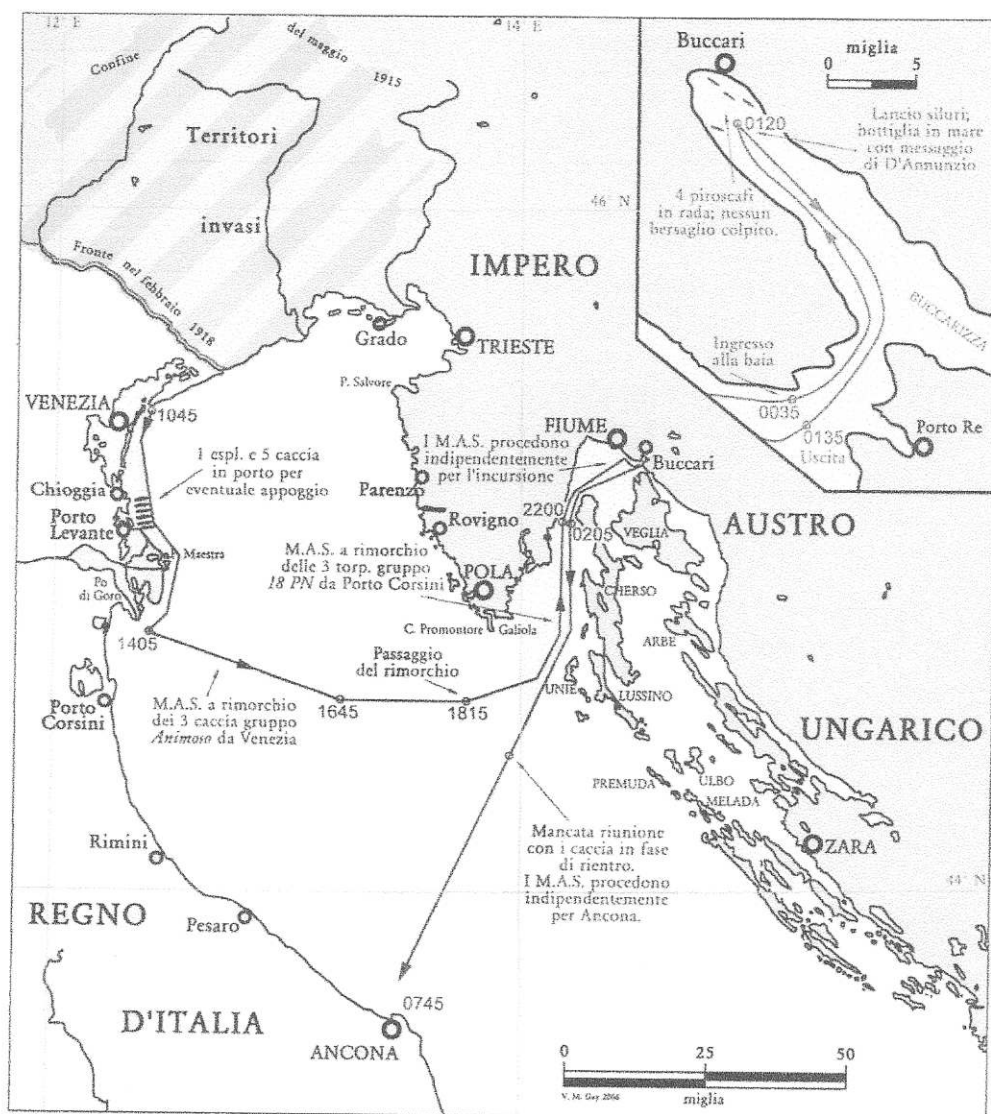 12 E
14 E
Confine
del maggio
1915
Territori
invasi
Fronte nel febbraio 1918
46 N
IMPERO
Grado
TRIESTE
P. Salvore
VENEZIA
1045
1 espl. e 5 caccia
in porto per
eventuale appoggio
Chioggia
Porto
Levante
Maestra
Po
di Goro
1405
Porto
Corsini
M.A.S. a rimorchio
dei 3 caccia gruppo
Animoso da Venezia
1645
Passaggio
del rimorchio
1815
Parenzo
Rovigno
POLA
C. Promontore
Galiola
M.A.S. a rimorchio
delle 3 torp. gruppo
18 PN da Porto Corsini
I M.A.S. procedono
indipendentemente
per l'incursione
FIUME
Buccari
2200
0205
VEGLIA
CHERSO
ARBE
UNIE
LUSSINO
AUSTRO
UNGARICO
PREMUDA
ULBO
MELADA
ZARA
44 N
Mancata riunione
con i caccia in fase
di rientro.
I M.A.S. procedono
indipendentemente
per Ancona.
Rimini
REGNO
Pesaro
D'ITALIA
0745
ANCONA
0
25
50
V. M. Gay 2006
miglia
Buccari
miglia
0
5
0120
Lancio siluri;
bottiglia in mare
con messaggio
di D'Annunzio
4 piroscafi
in rada; nessun
bersaglio colpito.
BUCCARIZZA
Ingresso
alla baia
0035
0135
Uscita
Porto Re